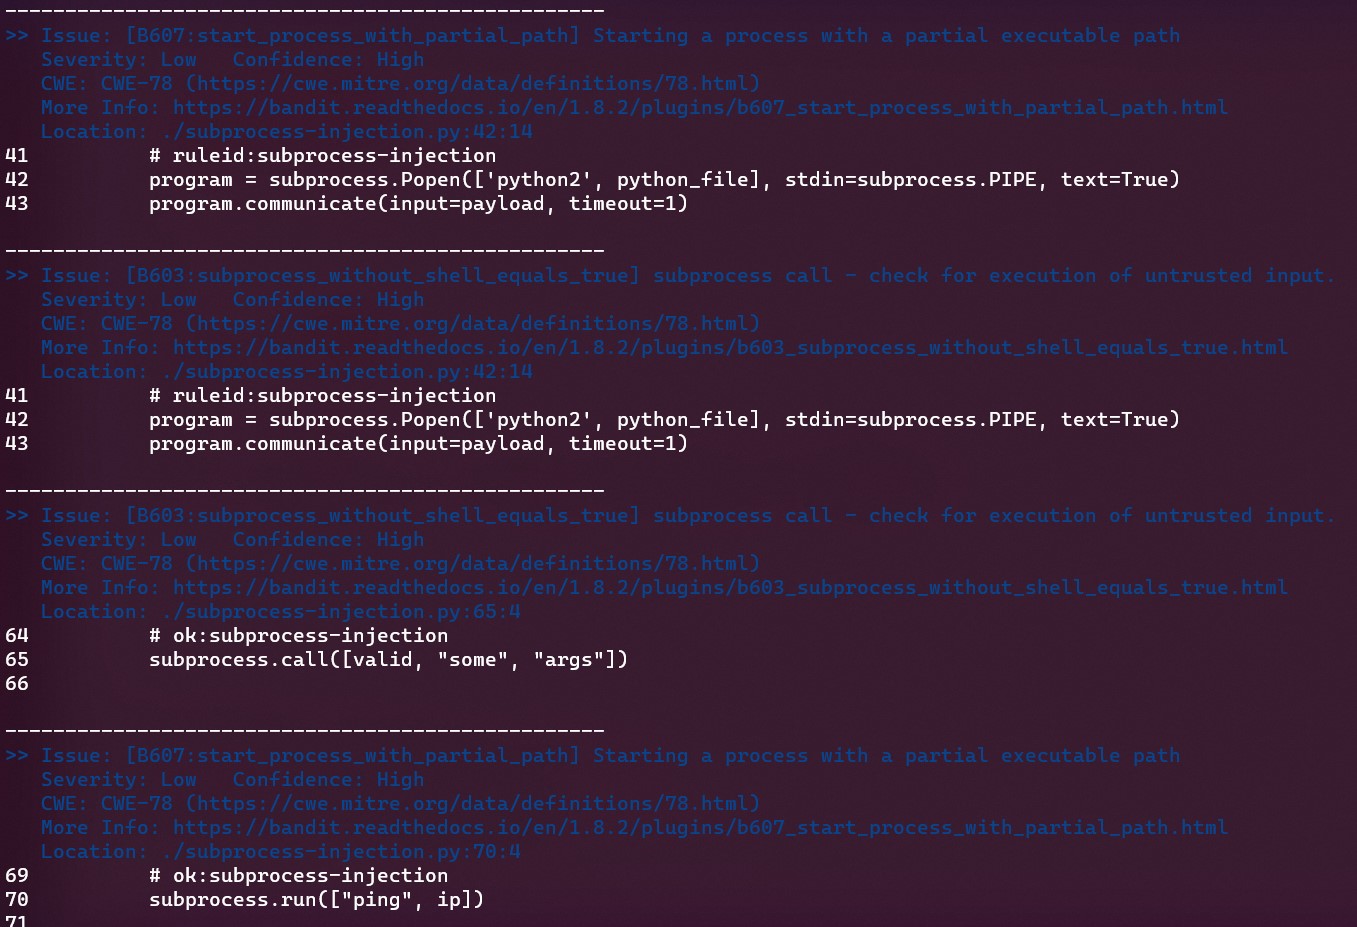 --------------------------------------------------
>> Issue: [B607:start_process_with_partial_path] Starting a process with a partial executable path
   Severity: Low   Confidence: High
   CWE: CWE-78 (https://cwe.mitre.org/data/definitions/78.html)
   More Info: https://bandit.readthedocs.io/en/1.8.2/plugins/b607_start_process_with_partial_path.html
   Location: ./subprocess-injection.py:42:14
41          # ruleid:subprocess-injection
42          program = subprocess.Popen(['python2', python_file], stdin=subprocess.PIPE, text=True)
43          program.communicate(input=payload, timeout=1)

--------------------------------------------------
>> Issue: [B603:subprocess_without_shell_equals_true] subprocess call - check for execution of untrusted input.
   Severity: Low   Confidence: High
   CWE: CWE-78 (https://cwe.mitre.org/data/definitions/78.html)
   More Info: https://bandit.readthedocs.io/en/1.8.2/plugins/b603_subprocess_without_shell_equals_true.html
   Location: ./subprocess-injection.py:42:14
41          # ruleid:subprocess-injection
42          program = subprocess.Popen(['python2', python_file], stdin=subprocess.PIPE, text=True)
43          program.communicate(input=payload, timeout=1)

--------------------------------------------------
>> Issue: [B603:subprocess_without_shell_equals_true] subprocess call - check for execution of untrusted input.
   Severity: Low   Confidence: High
   CWE: CWE-78 (https://cwe.mitre.org/data/definitions/78.html)
   More Info: https://bandit.readthedocs.io/en/1.8.2/plugins/b603_subprocess_without_shell_equals_true.html
   Location: ./subprocess-injection.py:65:4
64          # ok:subprocess-injection
65          subprocess.call([valid, "some", "args"])
66

--------------------------------------------------
>> Issue: [B607:start_process_with_partial_path] Starting a process with a partial executable path
   Severity: Low   Confidence: High
   CWE: CWE-78 (https://cwe.mitre.org/data/definitions/78.html)
   More Info: https://bandit.readthedocs.io/en/1.8.2/plugins/b607_start_process_with_partial_path.html
   Location: ./subprocess-injection.py:70:4
69          # ok:subprocess-injection
70          subprocess.run(["ping", ip])
71